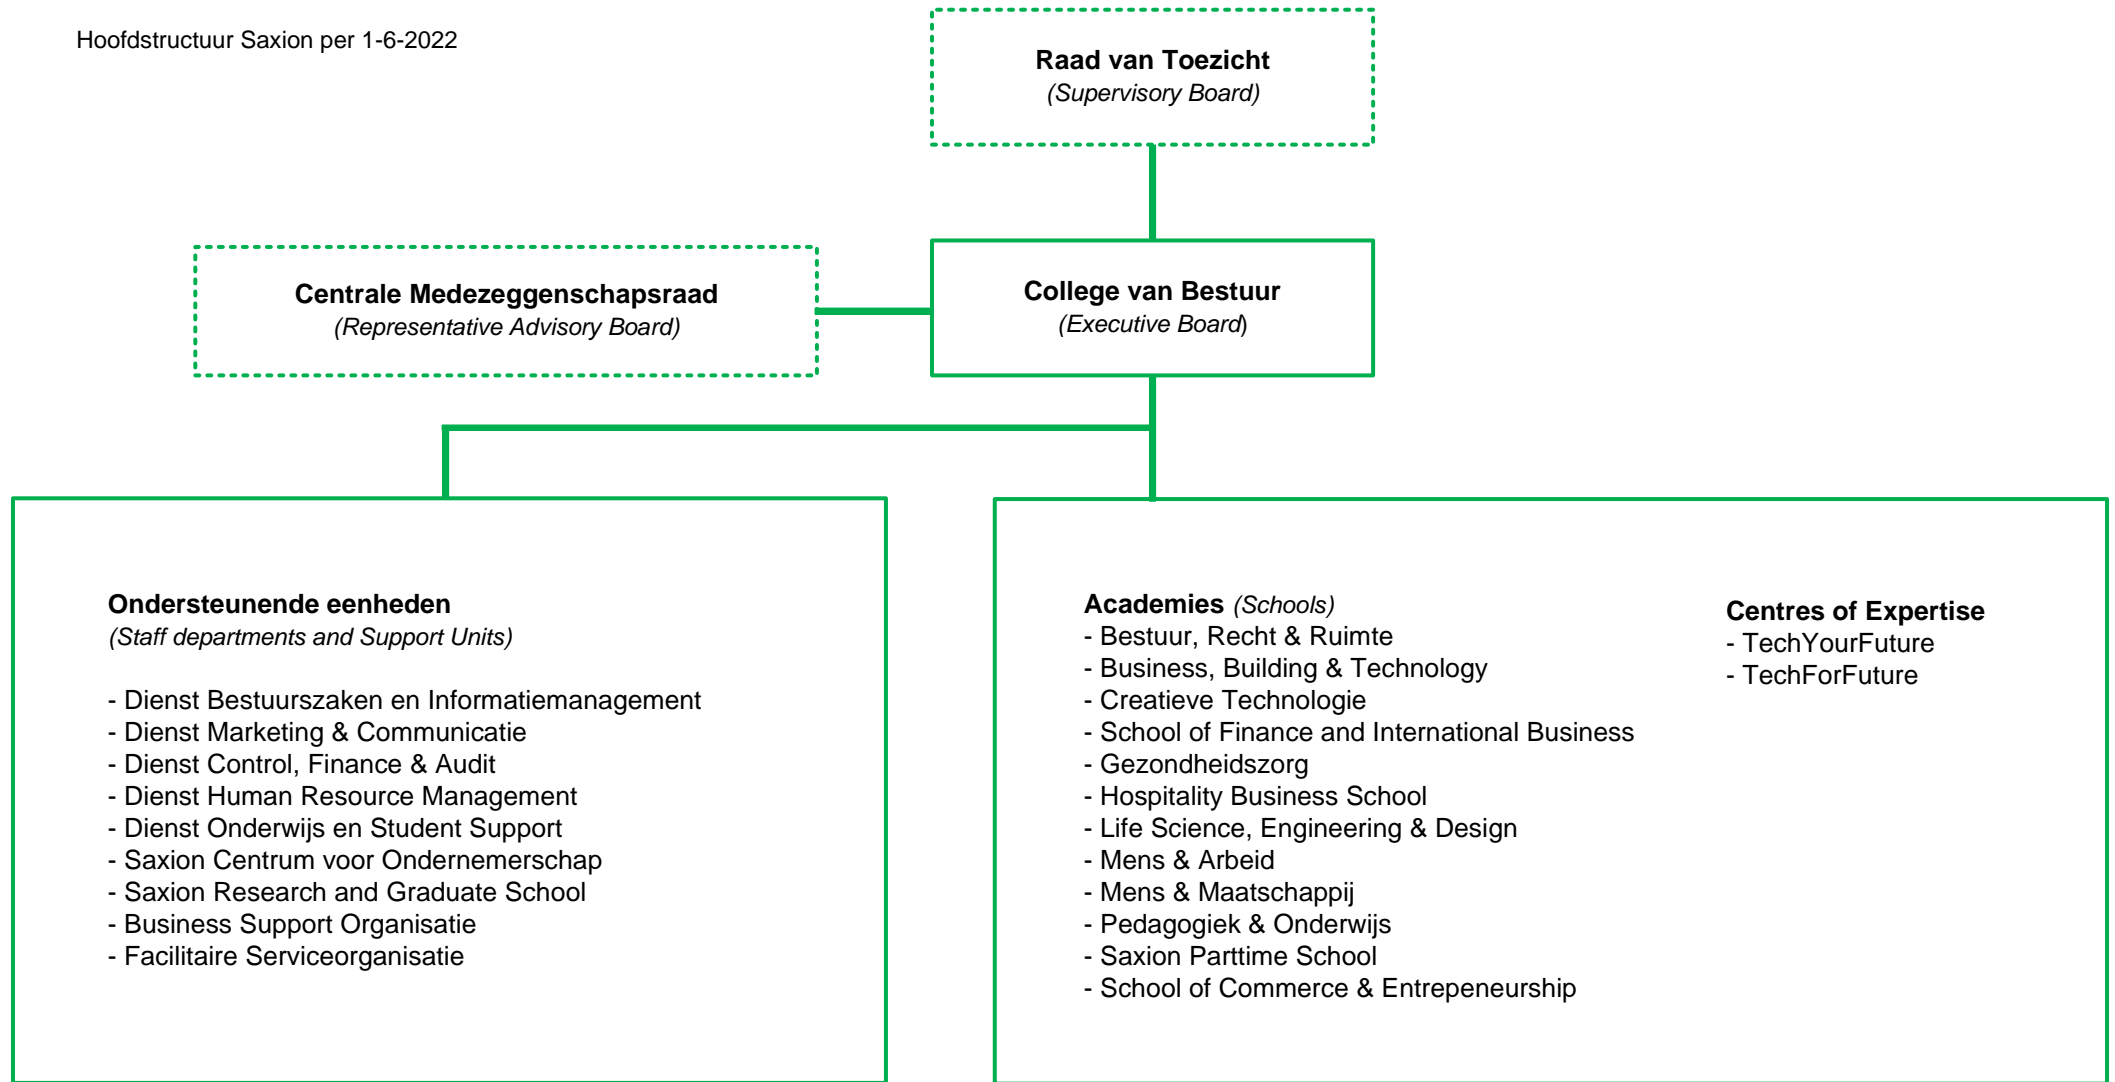 Hoofdstructuur Saxion per 1-6-2022
Raad van Toezicht
(Supervisory Board)
Centrale Medezeggenschapsraad
(Representative Advisory Board)
College van Bestuur
(Executive Board)
Ondersteunende eenheden
(Staff departments and Support Units)
- Dienst Bestuurszaken en Informatiemanagement
- Dienst Marketing & Communicatie
- Dienst Control, Finance & Audit
- Dienst Human Resource Management
- Dienst Onderwijs en Student Support
- Saxion Centrum voor Ondernemerschap
- Saxion Research and Graduate School
- Business Support Organisatie
- Facilitaire Serviceorganisatie
Academies (Schools)
- Bestuur, Recht & Ruimte
- Business, Building & Technology
- Creatieve Technologie
- School of Finance and International Business
- Gezondheidszorg
- Hospitality Business School
- Life Science, Engineering & Design
- Mens & Arbeid
- Mens & Maatschappij
- Pedagogiek & Onderwijs
- Saxion Parttime School
- School of Commerce & Entrepeneurship
Centres of Expertise
- TechYourFuture
- TechForFuture